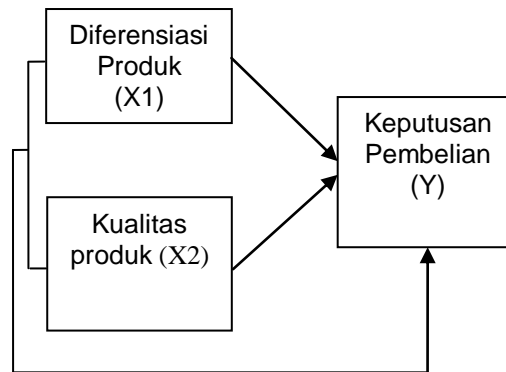 Diferensiasi
Produk
(X1)
Keputusan
Pembelian
(Y)
Kualitas
produk (X2)